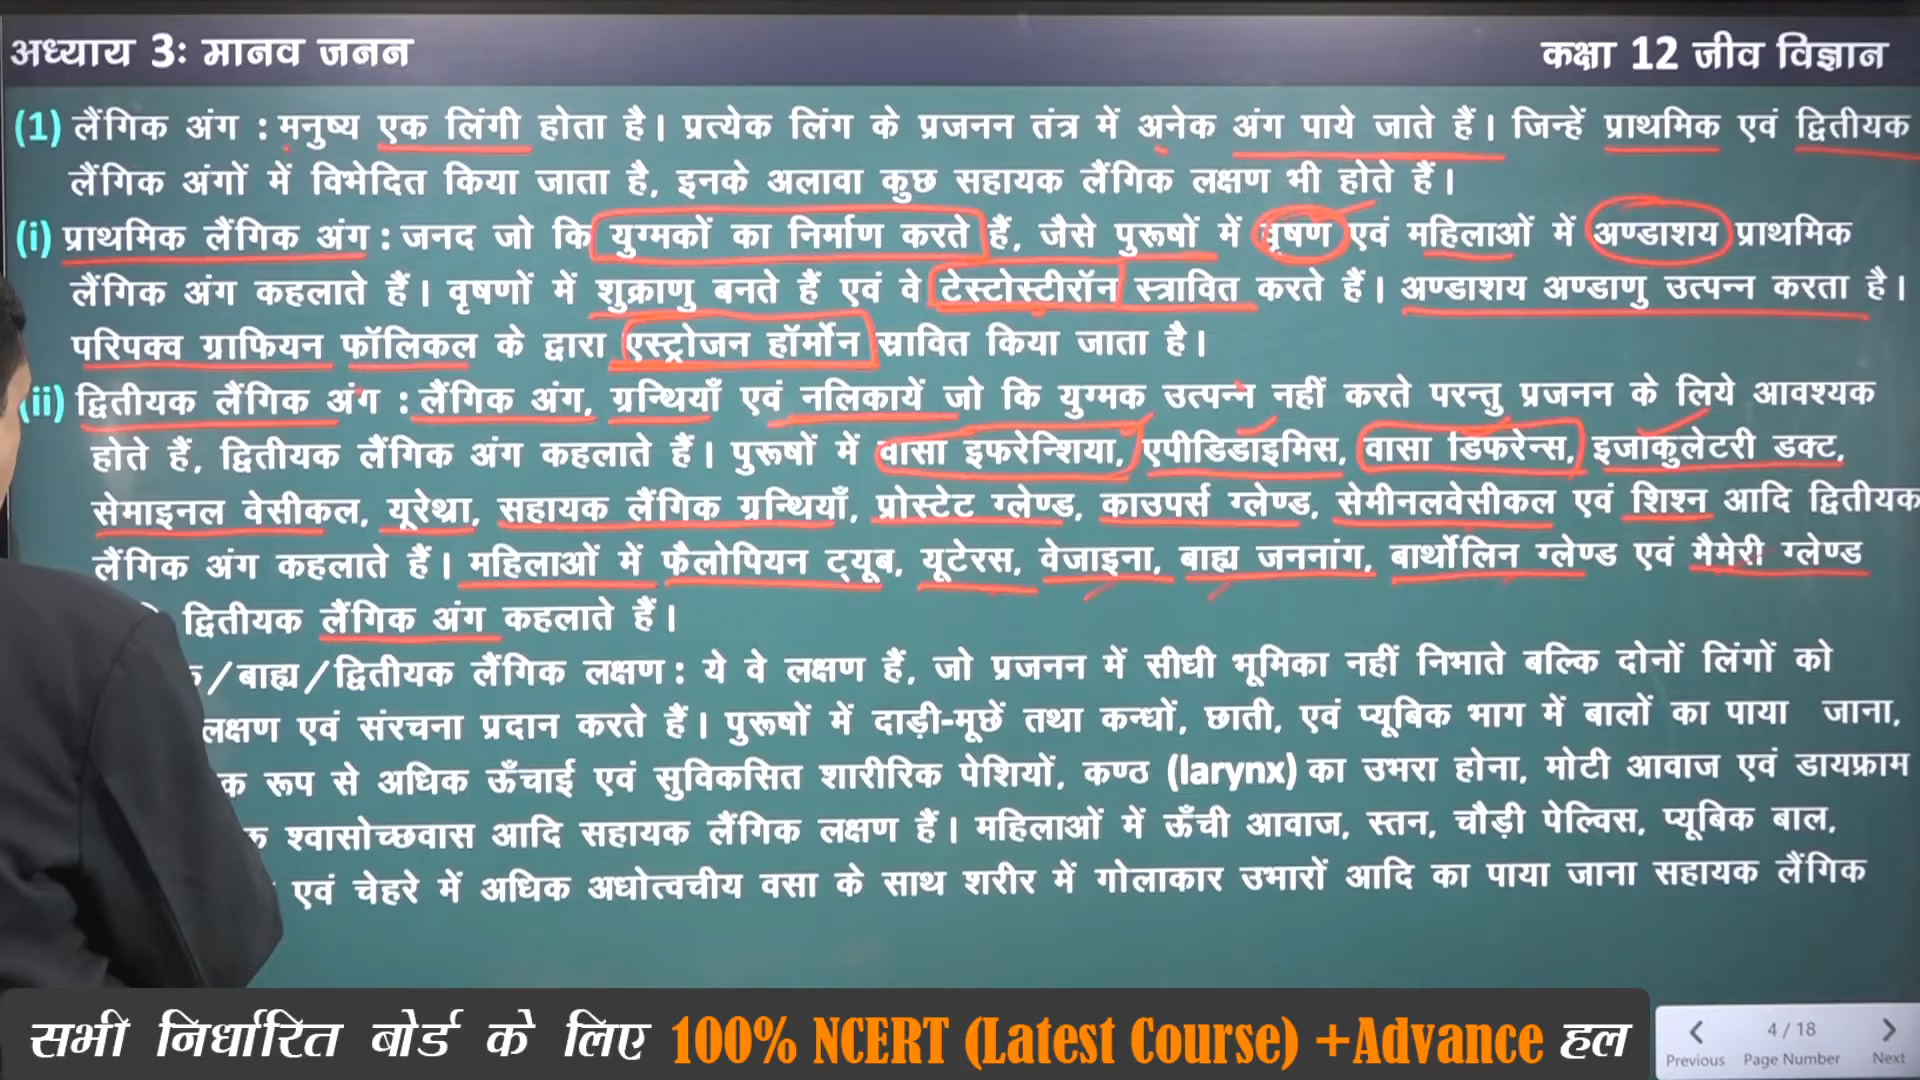 अध्याय 3: मानव जनन
कक्षा 12 जीव विज्ञान
(1) लैंगिक अंग : मनुष्य एक लिंगी होता है। प्रत्येक लिंग के प्रजनन तंत्र में अनेक अंग पाये जाते हैं। जिन्हें प्राथमिक एवं द्वितीयक
लैंगिक अंगों में विभेदित किया जाता है, इनके अलावा कुछ सहायक लैंगिक लक्षण भी होते हैं।
(i) प्राथमिक लैंगिक अंग : जनद जो कि युग्मकों का निर्माण करते हैं, जैसे पुरूषों में वृषण एवं महिलाओं में अण्डाशय प्राथमिक
लैंगिक अंग कहलाते हैं। वृषणों में शुक्राणु बनते हैं एवं वे टेस्टोस्टीरॉन स्त्रावित करते हैं। अण्डाशय अण्डाणु उत्पन्न करता है।
परिपक्व ग्राफियन फॉलिकल के द्वारा एस्ट्रोजन हॉर्मोन स्रावित किया जाता है।
(ii) द्वितीयक लैंगिक अंग : लैंगिक अंग, ग्रन्थियाँ एवं नलिकायें जो कि युग्मक उत्पन्न नहीं करते परन्तु प्रजनन के लिये आवश्यक
होते हैं, द्वितीयक लैंगिक अंग कहलाते हैं। पुरूषों में वासा इफरेन्शिया, एपीडिडाइमिस, वासा डिफरेन्स, इजाकुलेटरी डक्ट,
सेमाइनल वेसीकल, यूरेथ्रा, सहायक लैंगिक ग्रन्थियाँ, प्रोस्टेट ग्लेण्ड, काउपर्स ग्लेण्ड, सेमीनलवेसीकल एवं शिश्न आदि द्वितीयक
लैंगिक अंग कहलाते हैं। महिलाओं में फैलोपियन ट्यूब, यूटेरस, वेजाइना, बाह्य जननांग, बार्थोलिन ग्लेण्ड एवं मैमेरी ग्लेण्ड
द्वितीयक लैंगिक अंग कहलाते हैं।
/बाह्य/द्वितीयक लैंगिक लक्षण : ये वे लक्षण हैं, जो प्रजनन में सीधी भूमिका नहीं निभाते बल्कि दोनों लिंगों को
लक्षण एवं संरचना प्रदान करते हैं। पुरूषों में दाड़ी-मूछें तथा कन्धों, छाती, एवं प्यूबिक भाग में बालों का पाया जाना,
रूप से अधिक ऊँचाई एवं सुविकसित शारीरिक पेशियों, कण्ठ (larynx) का उभरा होना, मोटी आवाज एवं डायफ्राम
श्वासोच्छवास आदि सहायक लैंगिक लक्षण हैं। महिलाओं में ऊँची आवाज, स्तन, चौड़ी पेल्विस, प्यूबिक बाल,
एवं चेहरे में अधिक अधोत्वचीय वसा के साथ शरीर में गोलाकार उभारों आदि का पाया जाना सहायक लैंगिक
सभी निर्धारित बोर्ड के लिए 100% NCERT (Latest Course) +Advance हल
4 / 18
Previous Page Number Next